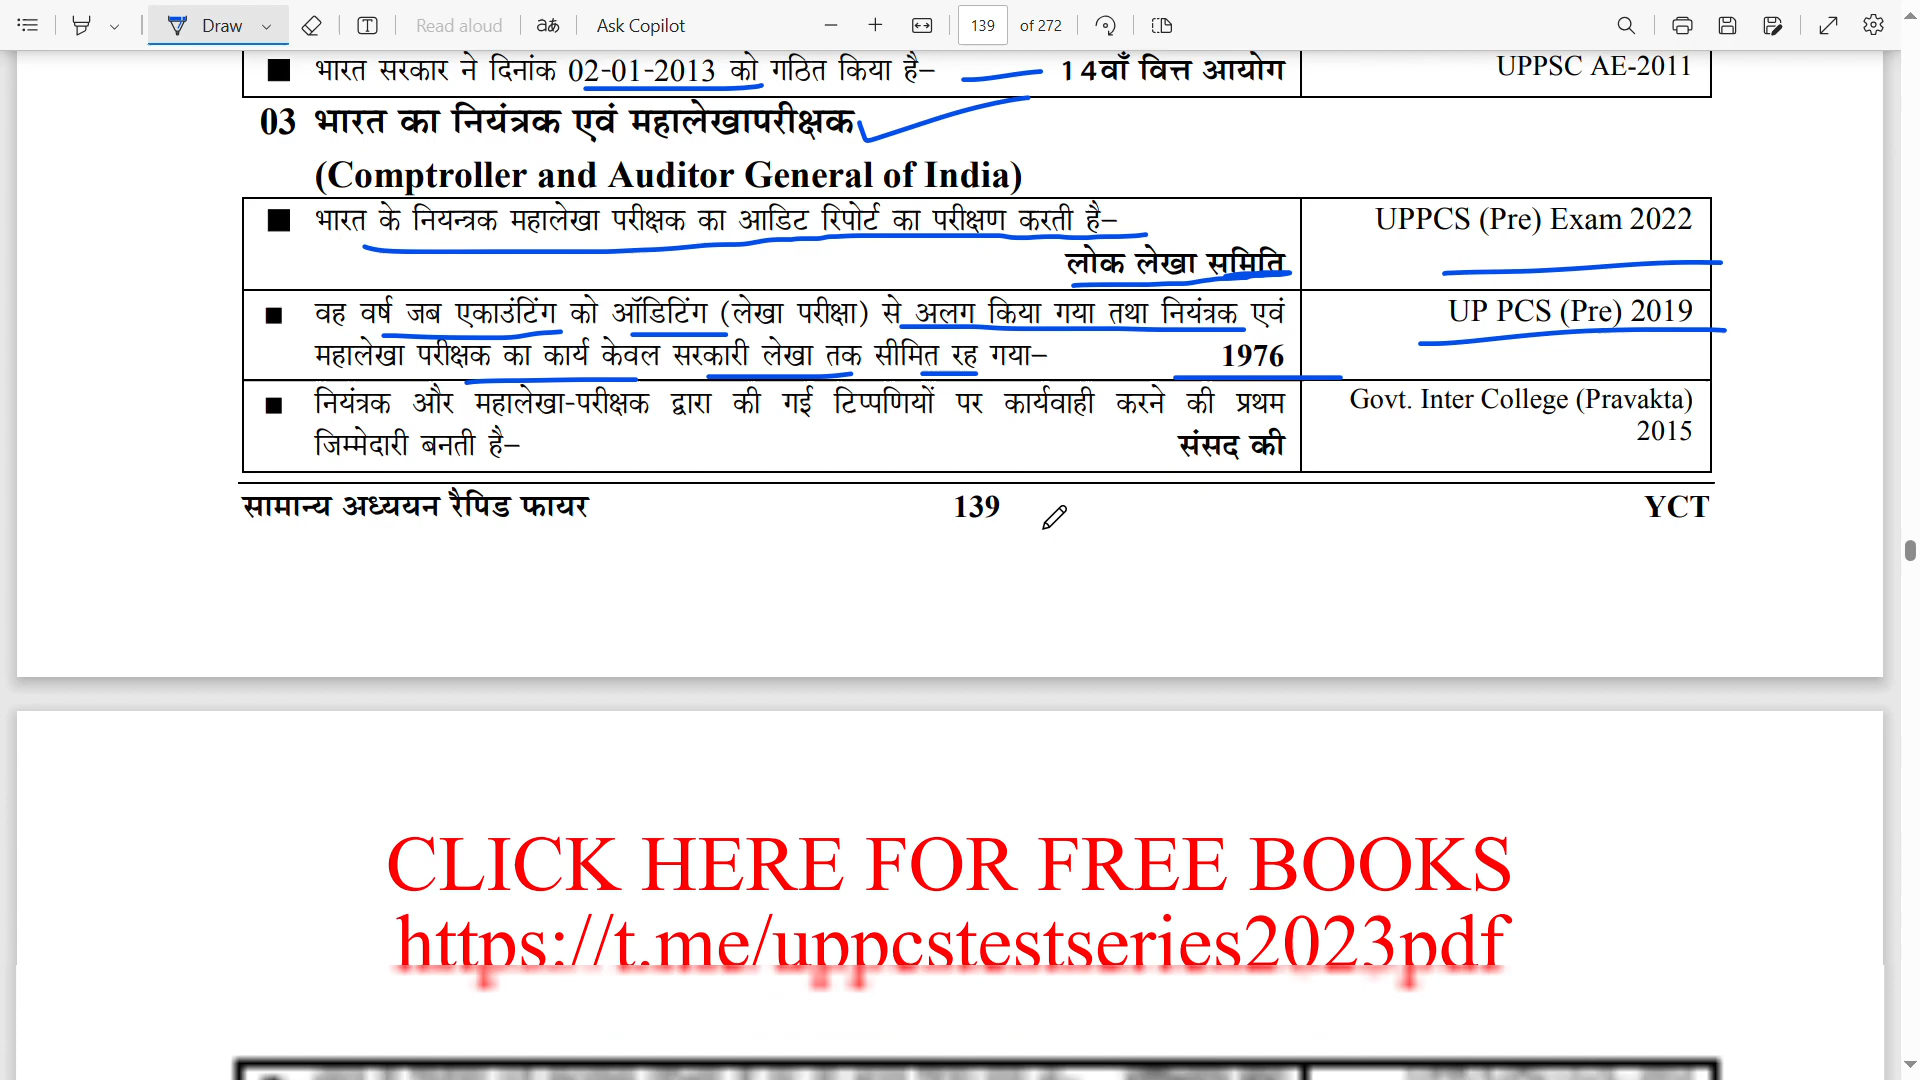 Draw
Read aloud
aあ
Ask Copilot
139
of 272
■ भारत सरकार ने दिनांक 02-01-2013 को गठित किया है– 14वाँ वित्त आयोग
UPPSC AE-2011
03 भारत का नियंत्रक एवं महालेखापरीक्षक
(Comptroller and Auditor General of India)
■ भारत के नियन्त्रक महालेखा परीक्षक का आडिट रिपोर्ट का परीक्षण करती है–
लोक लेखा समिति
UPPCS (Pre) Exam 2022
■ वह वर्ष जब एकाउंटिंग को ऑडिटिंग (लेखा परीक्षा) से अलग किया गया तथा नियंत्रक एवं
महालेखा परीक्षक का कार्य केवल सरकारी लेखा तक सीमित रह गया– 1976
UP PCS (Pre) 2019
■ नियंत्रक और महालेखा-परीक्षक द्वारा की गई टिप्पणियों पर कार्यवाही करने की प्रथम
जिम्मेदारी बनती है– संसद की
Govt. Inter College (Pravakta)
2015
सामान्य अध्ययन रैपिड फायर 139 YCT
CLICK HERE FOR FREE BOOKS
https://t.me/uppcstestseries2023pdf